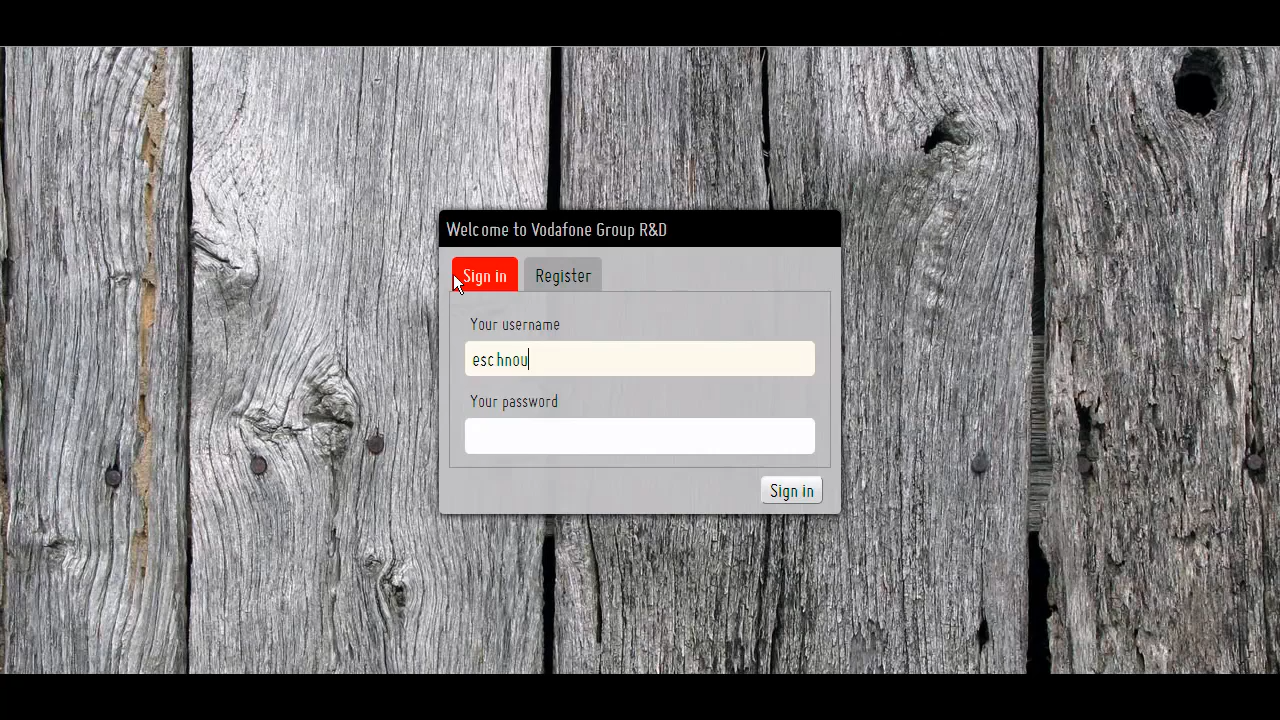 Welcome to Vodafone Group R&D
Sign in Register
Your username
eschnou
Your password
Sign in